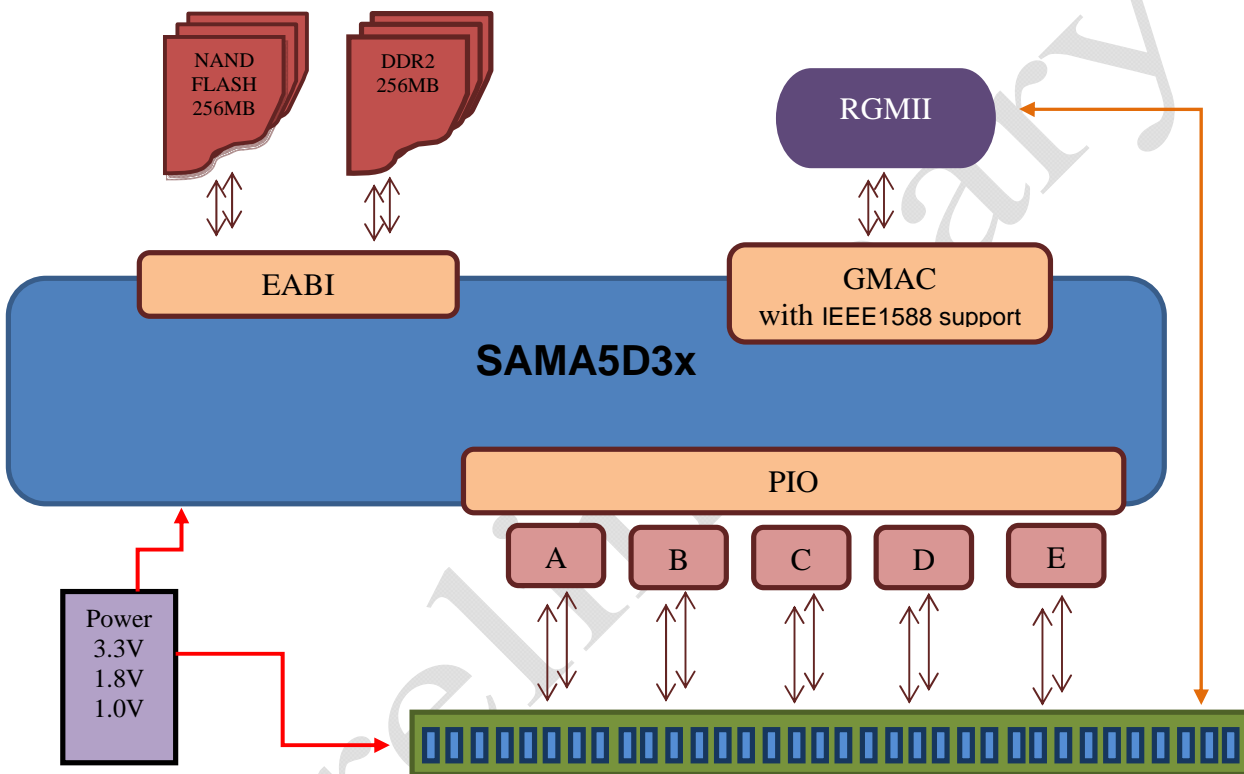 NAND
FLASH
256MB
DDR2
256MB
RGMII
EABI
GMAC
with IEEE1588 support
SAMA5D3x
PIO
A
B
C
D
E
Power
3.3V
1.8V
1.0V